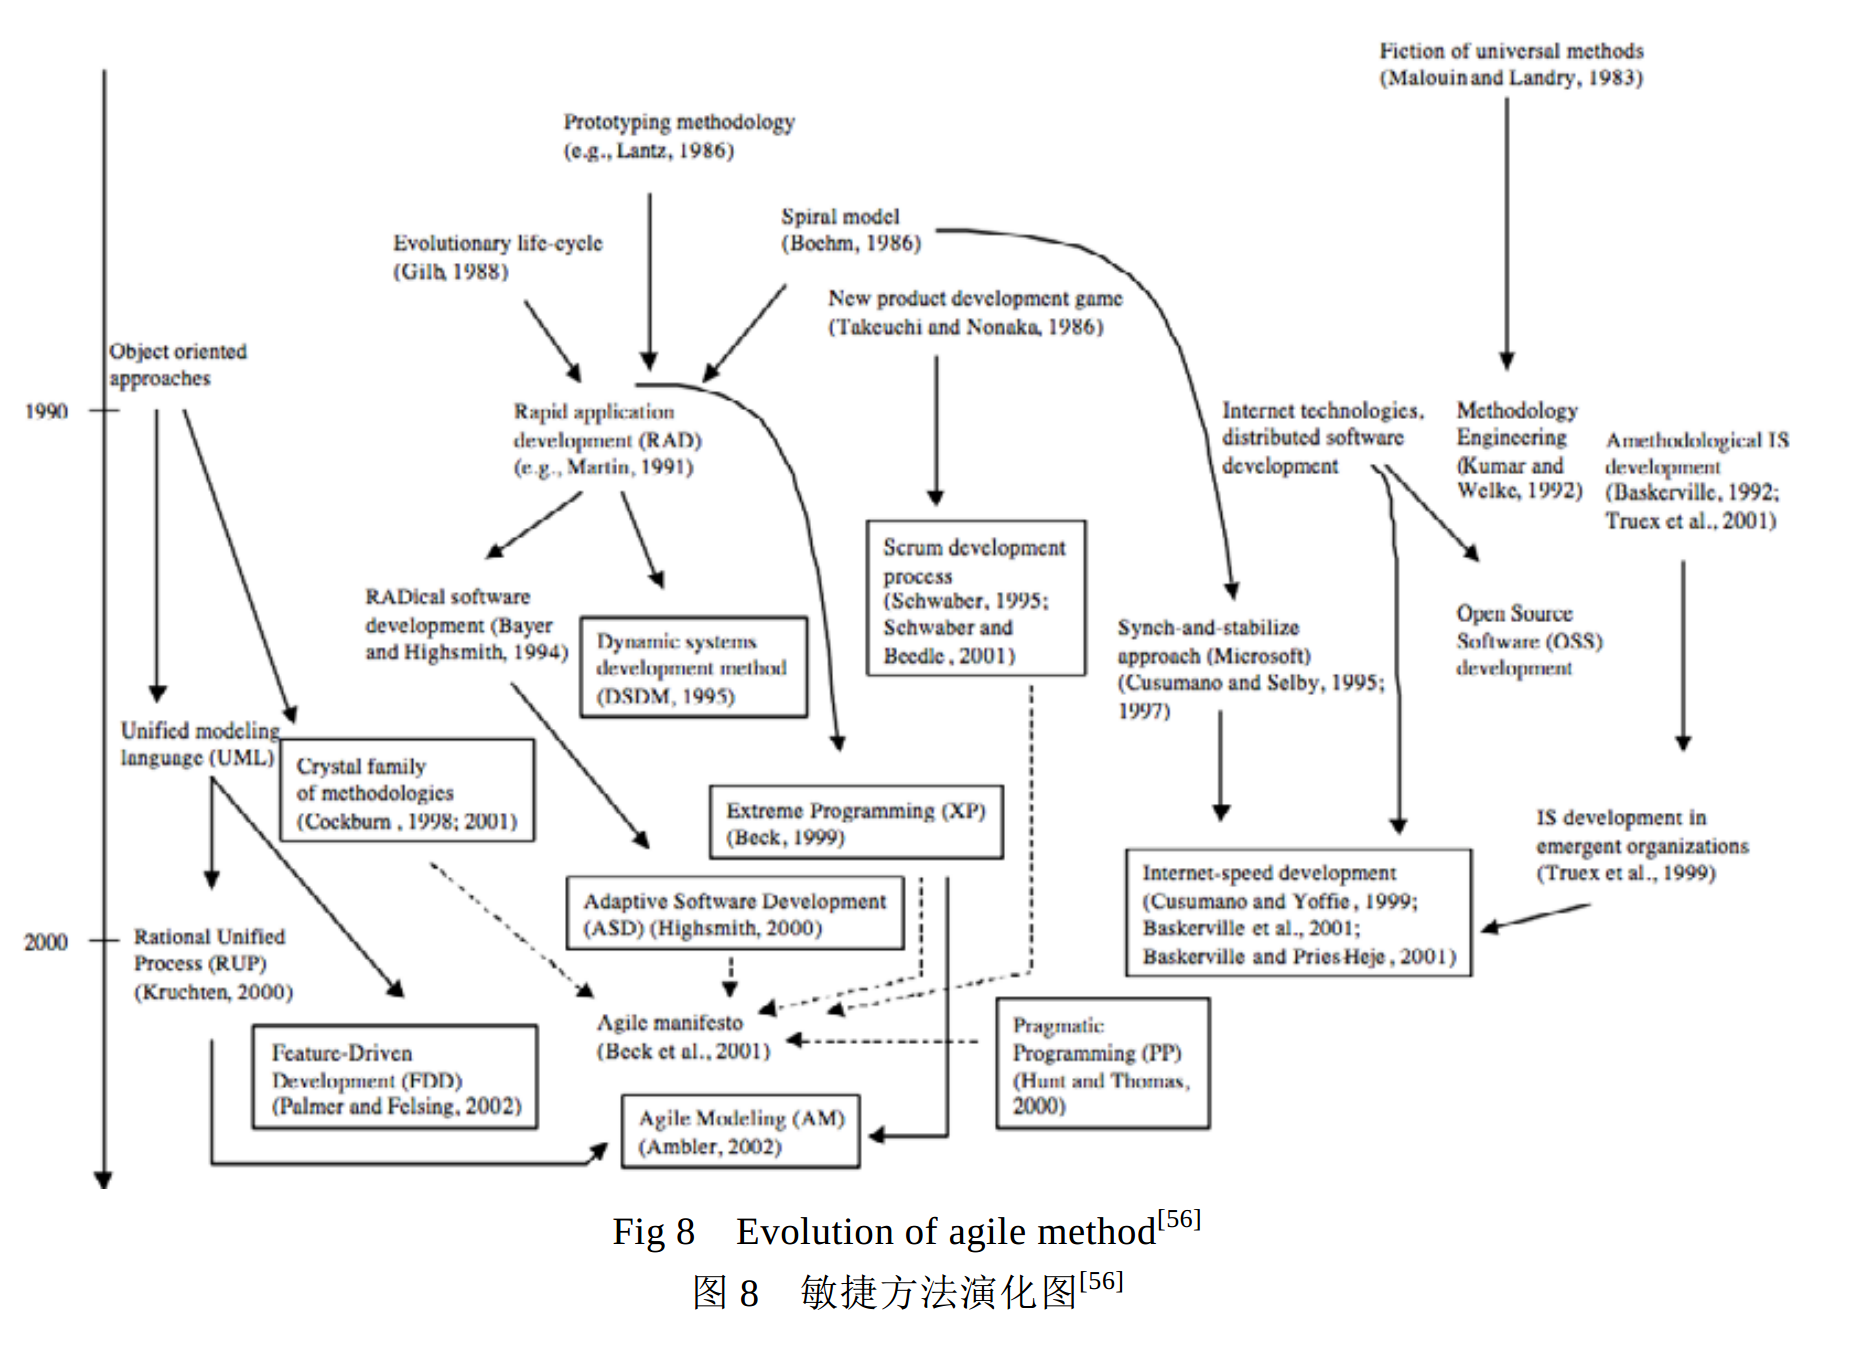 Fiction of universal methods
(Malouin and Landry, 1983)
Prototyping methodology
(e.g., Lantz, 1986)
Spiral model
(Boehm, 1986)
Evolutionary life-cycle
(Gilb, 1988)
New product development game
(Takeuchi and Nonaka, 1986)
Object oriented
approaches
1990
Rapid application
development (RAD)
(e.g., Martin, 1991)
Internet technologies,
distributed software
development
Methodology
Engineering
(Kumar and
Welke, 1992)
Amethodological IS
development
(Baskerville, 1992;
Truex et al., 2001)
Scrum development
process
(Schwaber, 1995;
Schwaber and
Beedle, 2001)
RADical software
development (Bayer
and Highsmith, 1994)
Dynamic systems
development method
(DSDM, 1995)
Synch-and-stabilize
approach (Microsoft)
(Cusumano and Selby, 1995;
1997)
Open Source
Software (OSS)
development
Unified modeling
language (UML)
Crystal family
of methodologies
(Cockburn, 1998; 2001)
Extreme Programming (XP)
(Beck, 1999)
IS development in
emergent organizations
(Truex et al., 1999)
Adaptive Software Development
(ASD) (Highsmith, 2000)
Internet-speed development
(Cusumano and Yoffie, 1999;
Baskerville et al., 2001;
Baskerville and Pries-Heje, 2001)
2000
Rational Unified
Process (RUP)
(Kruchten, 2000)
Agile manifesto
(Beck et al., 2001)
Pragmatic
Programming (PP)
(Hunt and Thomas,
2000)
Feature-Driven
Development (FDD)
(Palmer and Felsing, 2002)
Agile Modeling (AM)
(Ambler, 2002)
Fig 8 Evolution of agile method[56]
图 8 敏捷方法演化图[56]